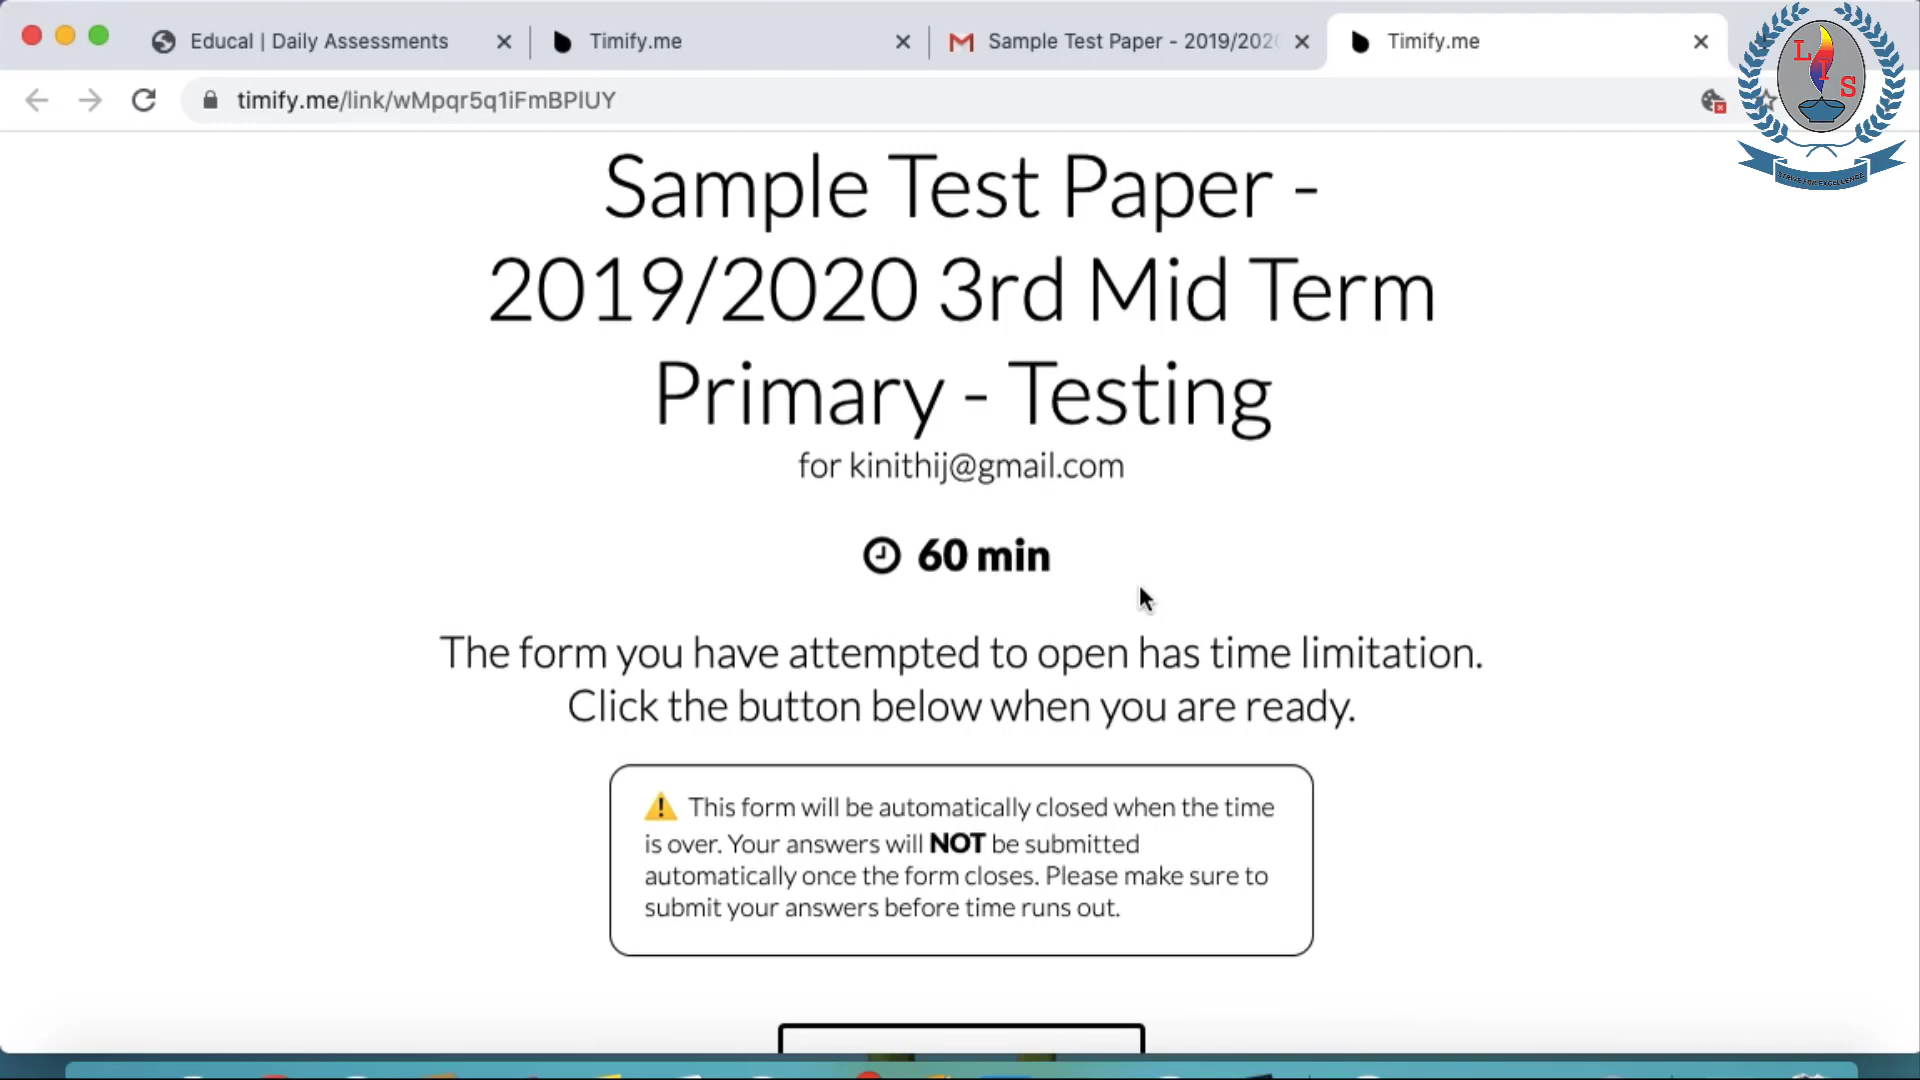 Educal | Daily Assessments
Timify.me
Sample Test Paper - 2019/202
Timify.me
timify.me/link/wMpqr5q1iFmBPlUY
L
I
S
STRIVE FOR EXCELLENCE
Sample Test Paper -
2019/2020 3rd Mid Term
Primary - Testing
for kinithij@gmail.com
60 min
The form you have attempted to open has time limitation.
Click the button below when you are ready.
This form will be automatically closed when the time
is over. Your answers will NOT be submitted
automatically once the form closes. Please make sure to
submit your answers before time runs out.